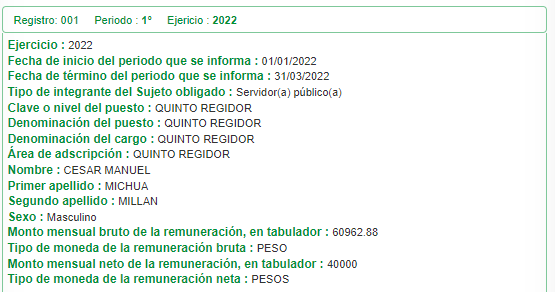 Registro: 001 Periodo : 1º Ejericio : 2022
Ejercicio : 2022
Fecha de inicio del periodo que se informa : 01/01/2022
Fecha de término del periodo que se informa : 31/03/2022
Tipo de integrante del Sujeto obligado : Servidor(a) público(a)
Clave o nivel del puesto : QUINTO REGIDOR
Denominación del puesto : QUINTO REGIDOR
Denominación del cargo : QUINTO REGIDOR
Área de adscripción : QUINTO REGIDOR
Nombre : CESAR MANUEL
Primer apellido : MICHUA
Segundo apellido : MILLAN
Sexo : Masculino
Monto mensual bruto de la remuneración, en tabulador : 60962.88
Tipo de moneda de la remuneración bruta : PESO
Monto mensual neto de la remuneración, en tabulador : 40000
Tipo de moneda de la remuneración neta : PESOS